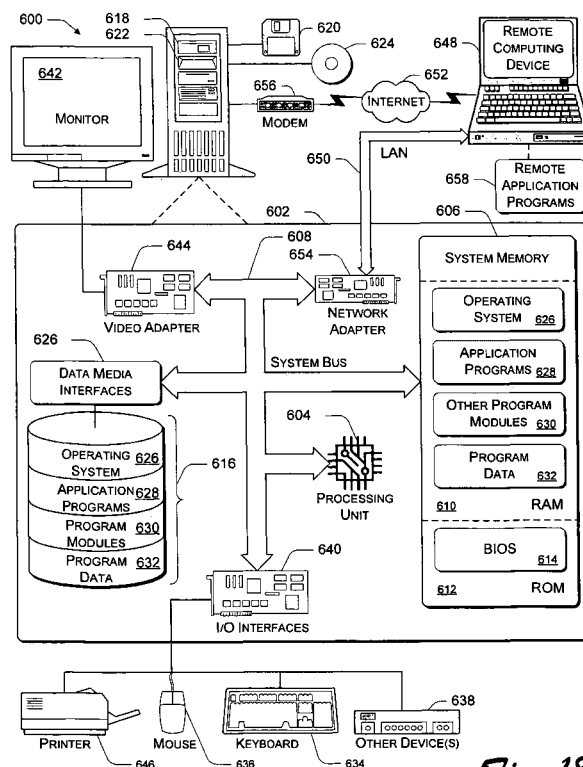 600
618
622
620
624
642
MONITOR
656
MODEM
652
INTERNET
648
REMOTE
COMPUTING
DEVICE
650
LAN
658
REMOTE
APPLICATION
PROGRAMS
602
606
608
644
VIDEO ADAPTER
654
NETWORK
ADAPTER
SYSTEM MEMORY
OPERATING
SYSTEM 626
APPLICATION
PROGRAMS 628
OTHER PROGRAM
MODULES 630
PROGRAM
DATA 632
610 RAM
BIOS 614
612 ROM
626
DATA MEDIA
INTERFACES
SYSTEM BUS
OPERATING 626
SYSTEM
APPLICATION 628
PROGRAMS
PROGRAM 630
MODULES
PROGRAM 632
DATA
616
604
PROCESSING
UNIT
640
I/O INTERFACES
PRINTER
646
MOUSE
636
KEYBOARD
634
638
OTHER DEVICE(S)